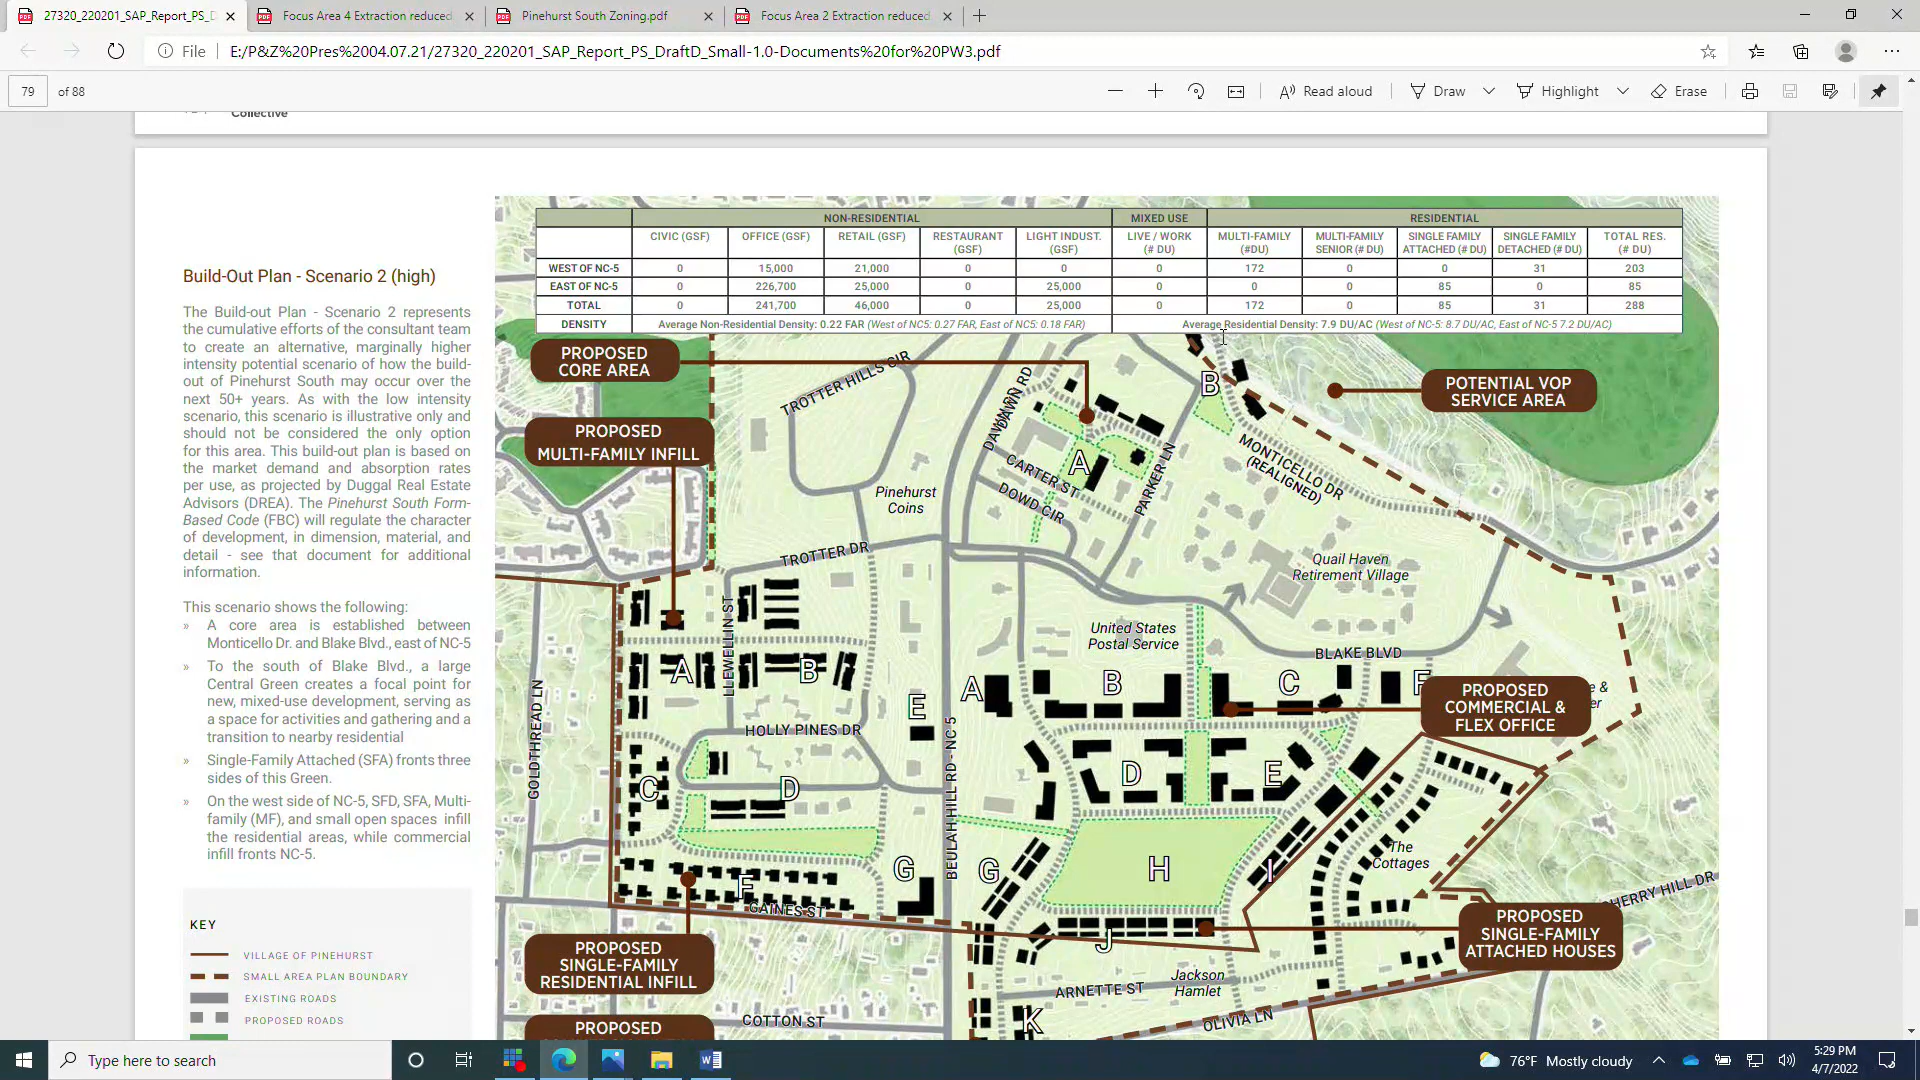 27320_220201_SAP_Report_PS_D
Focus Area 4 Extraction reduced
Pinehurst South Zoning.pdf
Focus Area 2 Extraction reduced
File
E:/P&Z%20Pres%2004.07.21/27320_220201_SAP_Report_PS_DraftD_Small-1.0-Documents%20for%20PW3.pdf
79 of 88
Read aloud
Draw
Highlight
Erase
Collective
Build-Out Plan - Scenario 2 (high)
The Build-out Plan - Scenario 2 represents
the cumulative efforts of the consultant team
to create an alternative, marginally higher
intensity potential scenario of how the build-
out of Pinehurst South may occur over the
next 50+ years. As with the low intensity
scenario, this scenario is illustrative only and
should not be considered the only option
for this area. This build-out plan is based on
the market demand and absorption rates
per use, as projected by Duggal Real Estate
Advisors (DREA). The Pinehurst South Form-
Based Code (FBC) will regulate the character
of development, in dimension, material, and
detail - see that document for additional
information.
This scenario shows the following:
» A core area is established between
Monticello Dr. and Blake Blvd., east of NC-5
» To the south of Blake Blvd., a large
Central Green creates a focal point for
new, mixed-use development, serving as
a space for activities and gathering and a
transition to nearby residential
» Single-Family Attached (SFA) fronts three
sides of this Green.
» On the west side of NC-5, SFD, SFA, Multi-
family (MF), and small open spaces infill
the residential areas, while commercial
infill fronts NC-5.
KEY
VILLAGE OF PINEHURST
SMALL AREA PLAN BOUNDARY
EXISTING ROADS
PROPOSED ROADS
NON-RESIDENTIAL MIXED USE RESIDENTIAL
CIVIC (GSF) OFFICE (GSF) RETAIL (GSF) RESTAURANT (GSF) LIGHT INDUST. (GSF) LIVE / WORK (# DU) MULTI-FAMILY (#DU) MULTI-FAMILY SENIOR (# DU) SINGLE FAMILY ATTACHED (# DU) SINGLE FAMILY DETACHED (# DU) TOTAL RES. (# DU)
WEST OF NC-5 0 15,000 21,000 0 0 0 172 0 0 31 203
EAST OF NC-5 0 226,700 25,000 0 25,000 0 0 0 85 0 85
TOTAL 0 241,700 46,000 0 25,000 0 172 0 85 31 288
DENSITY Average Non-Residential Density: 0.22 FAR (West of NC5: 0.27 FAR, East of NC5: 0.18 FAR) Average Residential Density: 7.9 DU/AC (West of NC-5: 8.7 DU/AC, East of NC-5 7.2 DU/AC)
PROPOSED
CORE AREA
TROTTER HILLS CIR
DAWN RD
B
POTENTIAL VOP
SERVICE AREA
PROPOSED
MULTI-FAMILY INFILL
A
CARTER ST
DOWD CIR
PARKER LN
MONTICELLO DR
(REALIGNED)
Pinehurst
Coins
TROTTER DR
Quail Haven
Retirement Village
LLEWELLIN ST
United States
Postal Service
BLAKE BLVD
GOLDTHREAD LN
A B E A B C F
PROPOSED
COMMERCIAL &
FLEX OFFICE
HOLLY PINES DR
BEULAH HILL RD - NC 5
C D D E
The
Cottages
F G G H I
GAINES ST
CHERRY HILL DR
PROPOSED
SINGLE-FAMILY
RESIDENTIAL INFILL
J
PROPOSED
SINGLE-FAMILY
ATTACHED HOUSES
Jackson
Hamlet
ARNETTE ST
COTTON ST
K
OLIVIA LN
PROPOSED
Type here to search
76°F Mostly cloudy
5:29 PM
4/7/2022